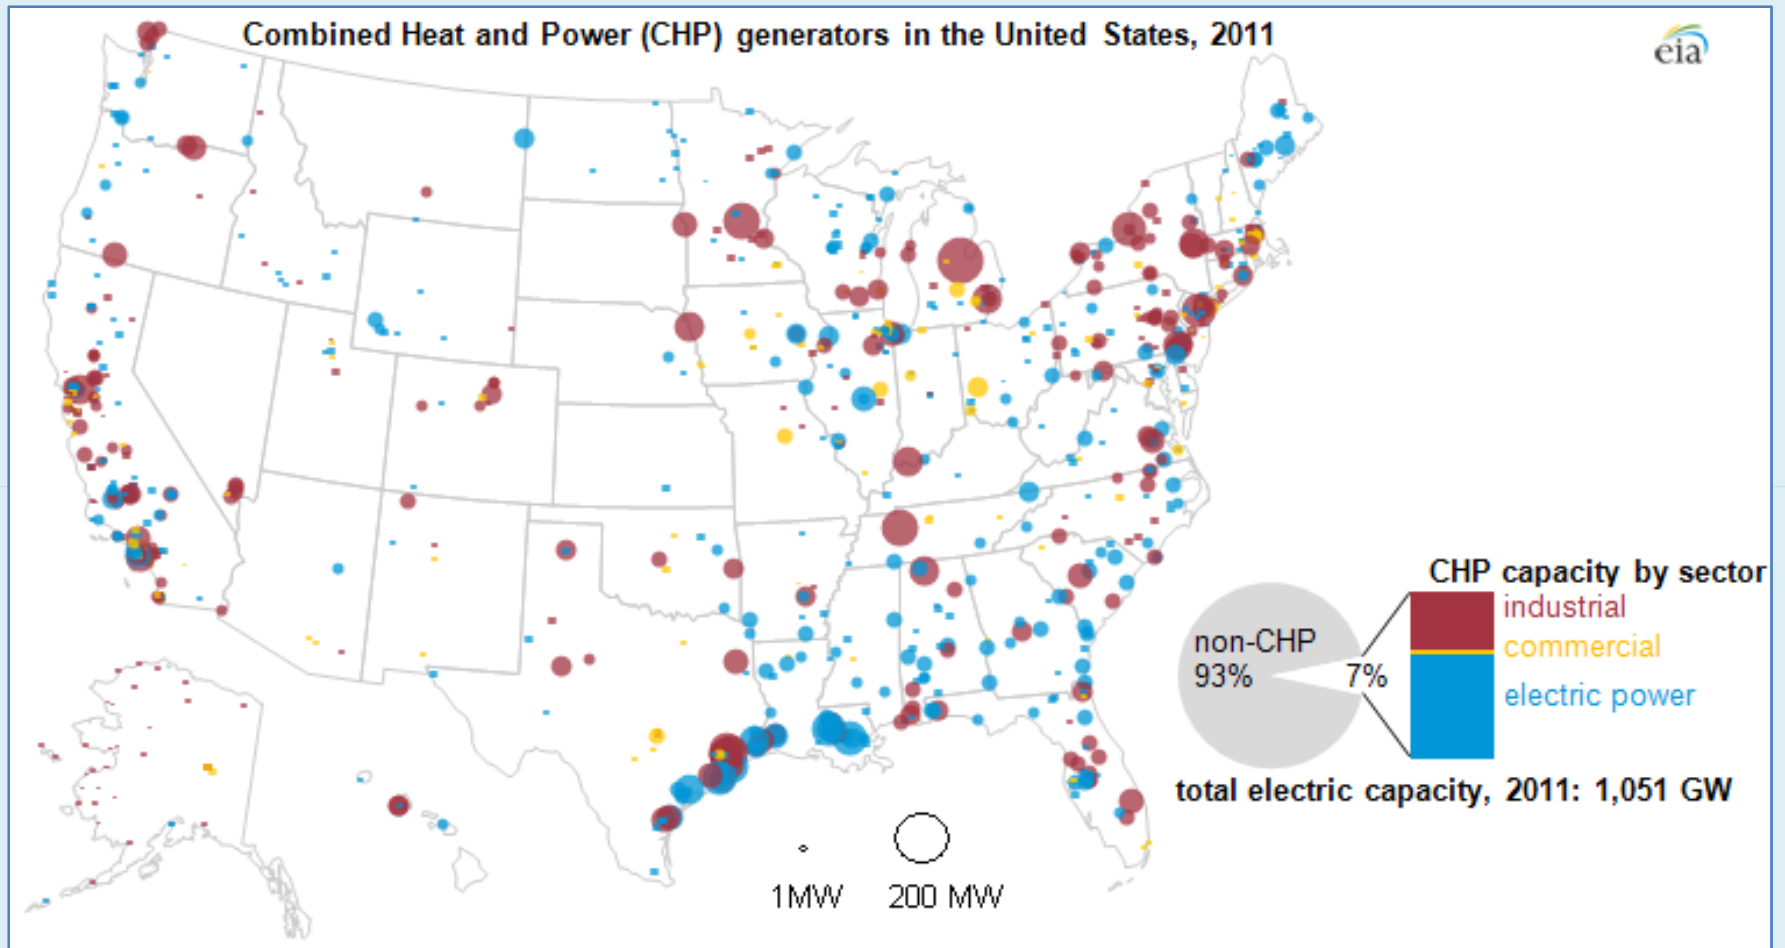 Combined Heat and Power (CHP) generators in the United States, 2011
eia
CHP capacity by sector
industrial
commercial
electric power
non-CHP
93%
7%
total electric capacity, 2011: 1,051 GW
1MW
200 MW